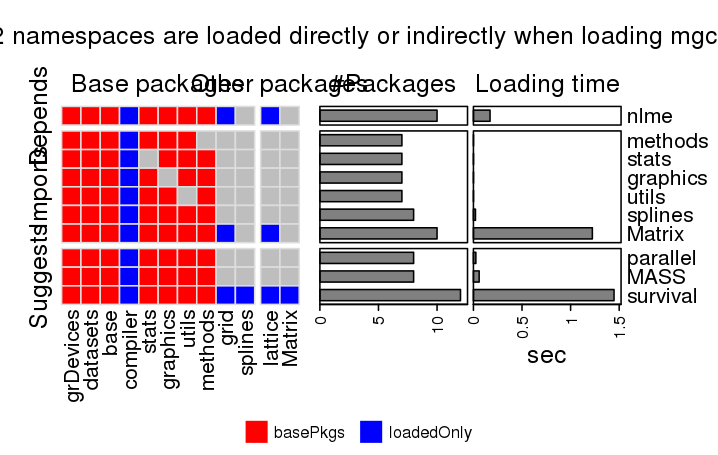 2 namespaces are loaded directly or indirectly when loading mgc
Base packages
Other packages
#Packages
Loading time
Depends
Imports
Suggests
nlme
methods
stats
graphics
utils
splines
Matrix
parallel
MASS
survival
grDevices
datasets
base
compiler
stats
graphics
utils
methods
grid
splines
lattice
Matrix
0 5 10
0 0.5 1 1.5
sec
basePkgs loadedOnly